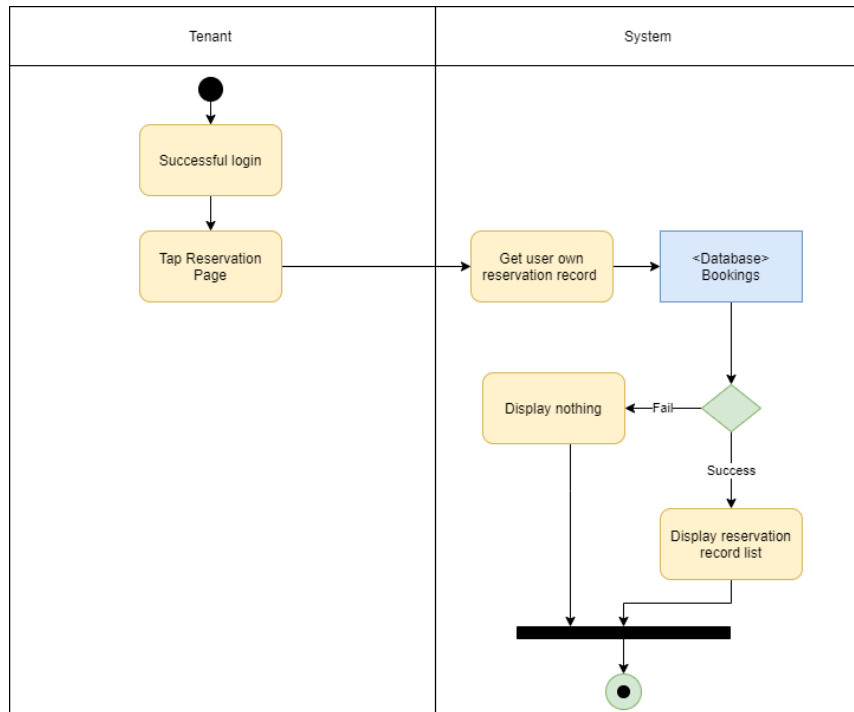 Tenant
System
Successful login
Tap Reservation
Page
Get user own
reservation record
<Database>
Bookings
Display nothing
Fail
Success
Display reservation
record list